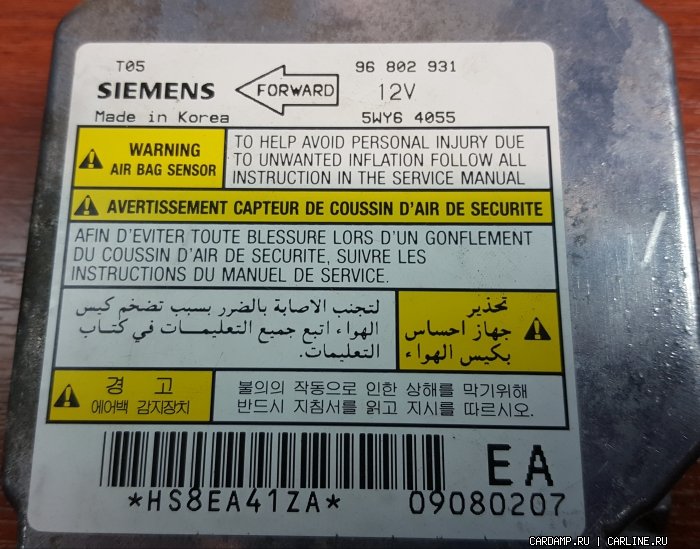 T05
96 802 931
SIEMENS
FORWARD
12V
Made in Korea
5WY6 4055
WARNING
AIR BAG SENSOR
TO HELP AVOID PERSONAL INJURY DUE
TO UNWANTED INFLATION FOLLOW ALL
INSTRUCTION IN THE SERVICE MANUAL
AVERTISSEMENT CAPTEUR DE COUSSIN D'AIR DE SECURITE
AFIN D'EVITER TOUTE BLESSURE LORS D'UN GONFLEMENT
DU COUSSIN D'AIR DE SECURITE, SUIVRE LES
INSTRUCTIONS DU MANUEL DE SERVICE.
تحذير
جهاز احساس
بكيس الهواء
لتجنب الاصابة بالضرر بسبب تضخم كيس
الهواء اتبع جميع التعليمات في كتاب
التعليمات.
경 고
에어백 감지장치
불의의 작동으로 인한 상해를 막기위해
반드시 지침서를 읽고 지시를 따르시오.
EA
*HS8EA41ZA*
09080207
CARDAMP.RU | CARLINE.RU